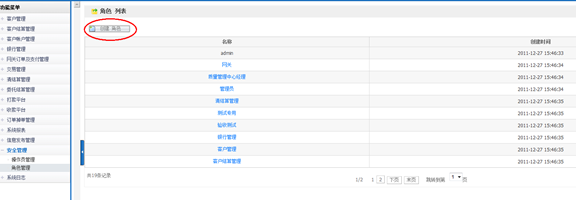 功能菜单
客户管理
客户结算管理
客户帐户管理
银行管理
网关订单及支付管理
交易管理
清结算管理
委托结算管理
打款平台
收款平台
订单补单管理
系统报表
信息发布管理
安全管理
操作员管理
角色管理
系统日志
角色 列表
创建 角色
名称 创建时间
admin 2011-12-27 15:46:33
网关 2011-12-27 15:46:34
质量管理中心经理 2011-12-27 15:46:34
管理员 2011-12-27 15:46:34
清结算管理 2011-12-27 15:46:35
测试专用 2011-12-27 15:46:35
验收测试 2011-12-27 15:46:35
银行管理 2011-12-27 15:46:35
客户管理 2011-12-27 15:46:35
客户结算管理 2011-12-27 15:46:35
共19条记录
1/2 1 2 下页 末页 跳转到第 1 页